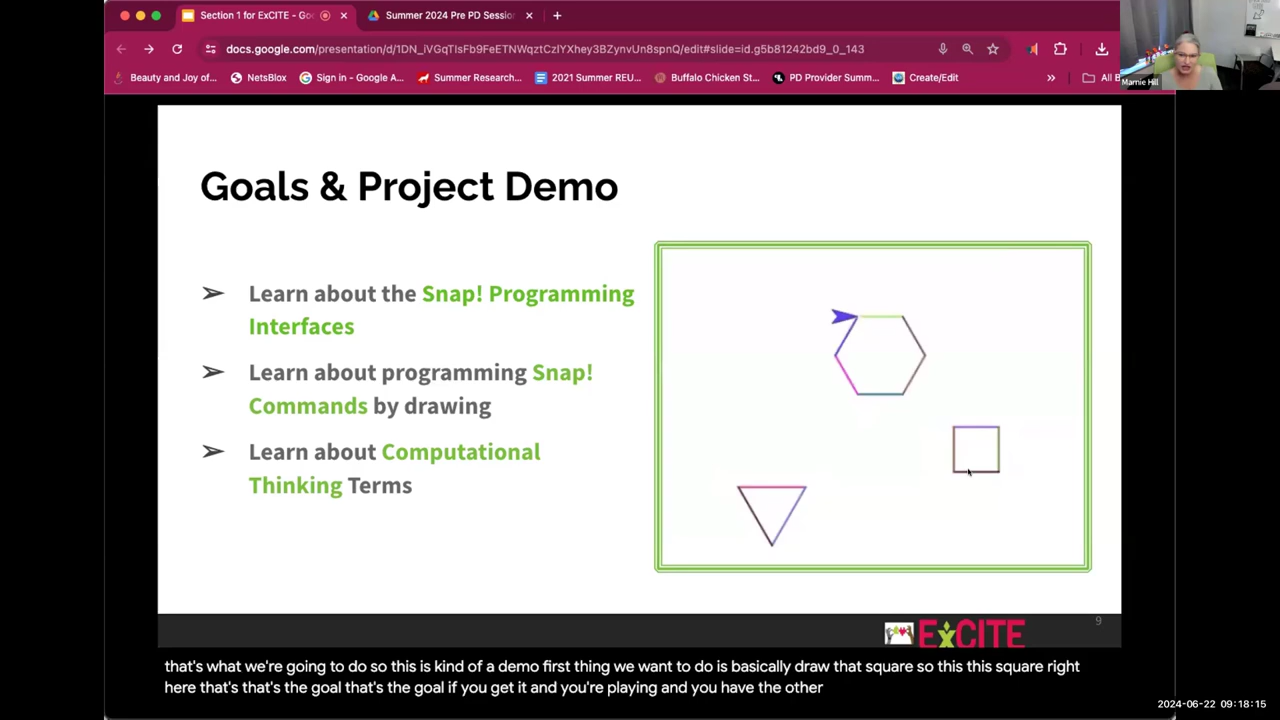 Section 1 for ExCITE - Goo
Summer 2024 Pre PD Sessio
docs.google.com/presentation/d/1DN_iVGqTIsFb9FeETNWqztCzlYXhey3BZynvUn8spnQ/edit#slide=id.g5b81242bd9_0_143
Beauty and Joy of...
NetsBlox
Sign in - Google A...
Summer Research...
2021 Summer REU...
Buffalo Chicken St...
PD Provider Summ...
Create/Edit
»
All B
Marnie Hill
Goals & Project Demo
➢ Learn about the Snap! Programming
Interfaces
➢ Learn about programming Snap!
Commands by drawing
➢ Learn about Computational
Thinking Terms
9
ExCITE
that's what we're going to do so this is kind of a demo first thing we want to do is basically draw that square so this this square right
here that's that's the goal that's the goal if you get it and you're playing and you have the other
2024-06-22 09:18:15